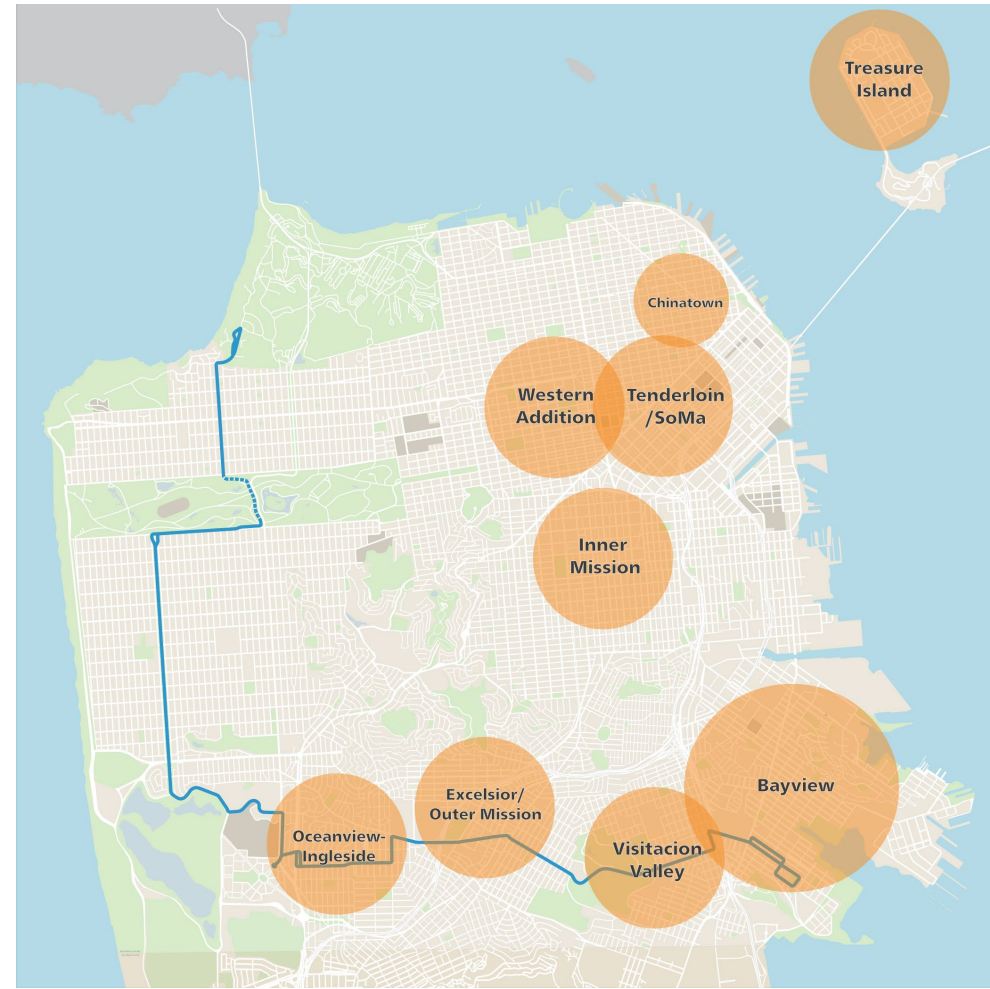 Treasure
Island
Chinatown
Western
Addition
Tenderloin
/SoMa
Inner
Mission
Bayview
Excelsior/
Outer Mission
Oceanview-
Ingleside
Visitacion
Valley